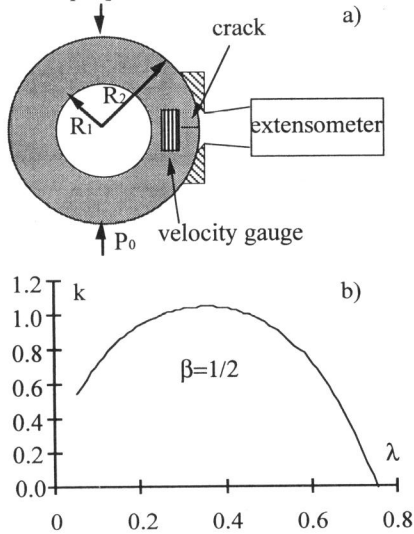 a)
crack
R₂
R₁
extensometer
velocity gauge
P₀
1.2
k
b)
1.0
0.8
β=1/2
0.6
0.4
0.2
λ
0.0
0
0.2
0.4
0.6
0.8